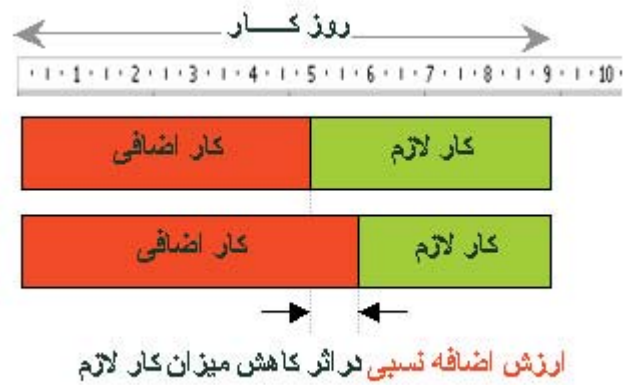 روز کـــــار
1 2 3 4 5 6 7 8 9 10
کار اضافی کار لازم
کار اضافی کار لازم
ارزش اضافه نسبی در اثر کاهش میزان کار لازم